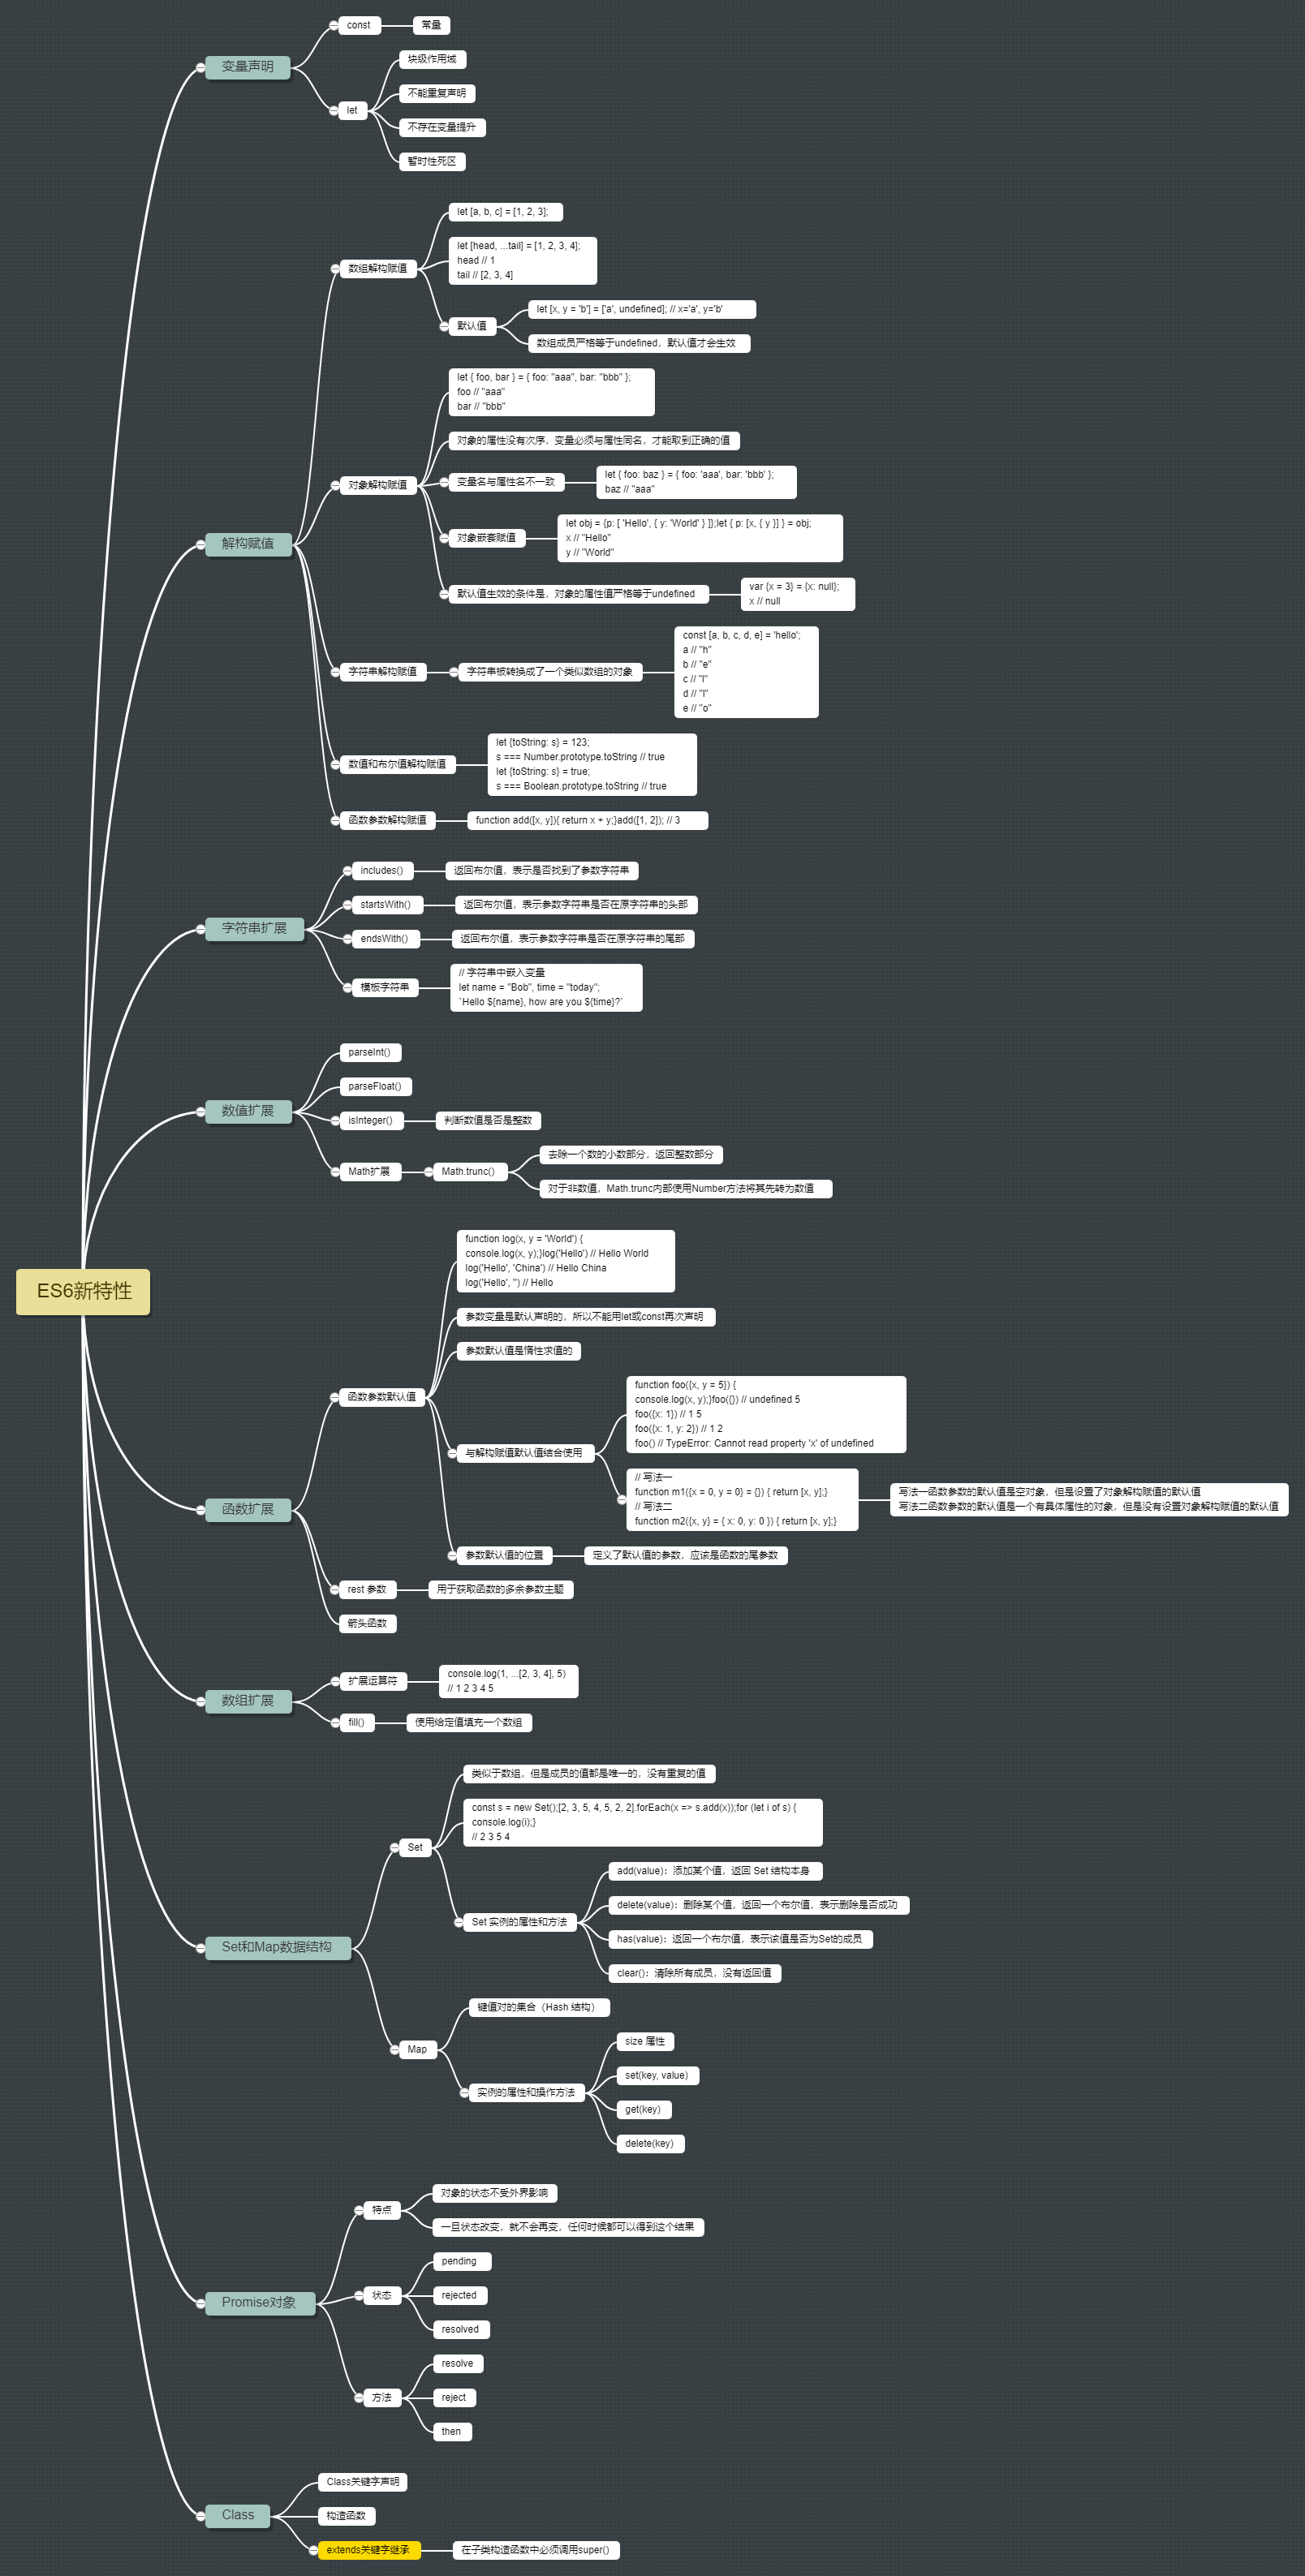 ES6新特性
变量声明
const
常量
let
块级作用域
不能重复声明
不存在变量提升
暂时性死区
解构赋值
数组解构赋值
let [a, b, c] = [1, 2, 3];
let [head, ...tail] = [1, 2, 3, 4];
head // 1
tail // [2, 3, 4]
默认值
let [x, y = 'b'] = ['a', undefined]; // x='a', y='b'
数组成员严格等于undefined，默认值才会生效
对象解构赋值
let { foo, bar } = { foo: "aaa", bar: "bbb" };
foo // "aaa"
bar // "bbb"
对象的属性没有次序，变量必须与属性同名，才能取到正确的值
变量名与属性名不一致
let { foo: baz } = { foo: 'aaa', bar: 'bbb' };
baz // "aaa"
对象嵌套赋值
let obj = {p: [ 'Hello', { y: 'World' } ]};let { p: [x, { y }] } = obj;
x // "Hello"
y // "World"
默认值生效的条件是，对象的属性值严格等于undefined
var {x = 3} = {x: null};
x // null
字符串解构赋值
字符串被转换成了一个类似数组的对象
const [a, b, c, d, e] = 'hello';
a // "h"
b // "e"
c // "l"
d // "l"
e // "o"
数值和布尔值解构赋值
let {toString: s} = 123;
s === Number.prototype.toString // true
let {toString: s} = true;
s === Boolean.prototype.toString // true
函数参数解构赋值
function add([x, y]){ return x + y;}add([1, 2]); // 3
字符串扩展
includes()
返回布尔值，表示是否找到了参数字符串
startsWith()
返回布尔值，表示参数字符串是否在原字符串的头部
endsWith()
返回布尔值，表示参数字符串是否在原字符串的尾部
模板字符串
// 字符串中嵌入变量
let name = "Bob", time = "today";
`Hello ${name}, how are you ${time}?`
数值扩展
parseInt()
parseFloat()
isInteger()
判断数值是否是整数
Math扩展
Math.trunc()
去除一个数的小数部分，返回整数部分
对于非数值，Math.trunc内部使用Number方法将其先转为数值
函数扩展
函数参数默认值
function log(x, y = 'World') {
console.log(x, y);}log('Hello') // Hello World
log('Hello', 'China') // Hello China
log('Hello', '') // Hello
参数变量是默认声明的，所以不能用let或const再次声明
参数默认值是惰性求值的
与解构赋值默认值结合使用
function foo({x, y = 5}) {
console.log(x, y);}foo({}) // undefined 5
foo({x: 1}) // 1 5
foo({x: 1, y: 2}) // 1 2
foo() // TypeError: Cannot read property 'x' of undefined
// 写法一
function m1({x = 0, y = 0} = {}) { return [x, y];}
// 写法二
function m2({x, y} = { x: 0, y: 0 }) { return [x, y];}
写法一函数参数的默认值是空对象，但是设置了对象解构赋值的默认值
写法二函数参数的默认值是一个有具体属性的对象，但是没有设置对象解构赋值的默认值
参数默认值的位置
定义了默认值的参数，应该是函数的尾参数
rest 参数
用于获取函数的多余参数主题
箭头函数
数组扩展
扩展运算符
console.log(1, ...[2, 3, 4], 5)
// 1 2 3 4 5
fill()
使用给定值填充一个数组
Set和Map数据结构
Set
类似于数组，但是成员的值都是唯一的，没有重复的值
const s = new Set();[2, 3, 5, 4, 5, 2, 2].forEach(x => s.add(x));for (let i of s) {
console.log(i);}
// 2 3 5 4
Set 实例的属性和方法
add(value)：添加某个值，返回 Set 结构本身
delete(value)：删除某个值，返回一个布尔值，表示删除是否成功
has(value)：返回一个布尔值，表示该值是否为Set的成员
clear()：清除所有成员，没有返回值
Map
键值对的集合（Hash 结构）
实例的属性和操作方法
size 属性
set(key, value)
get(key)
delete(key)
Promise对象
特点
对象的状态不受外界影响
一旦状态改变，就不会再变，任何时候都可以得到这个结果
状态
pending
rejected
resolved
方法
resolve
reject
then
Class
Class关键字声明
构造函数
extends关键字继承
在子类构造函数中必须调用super()